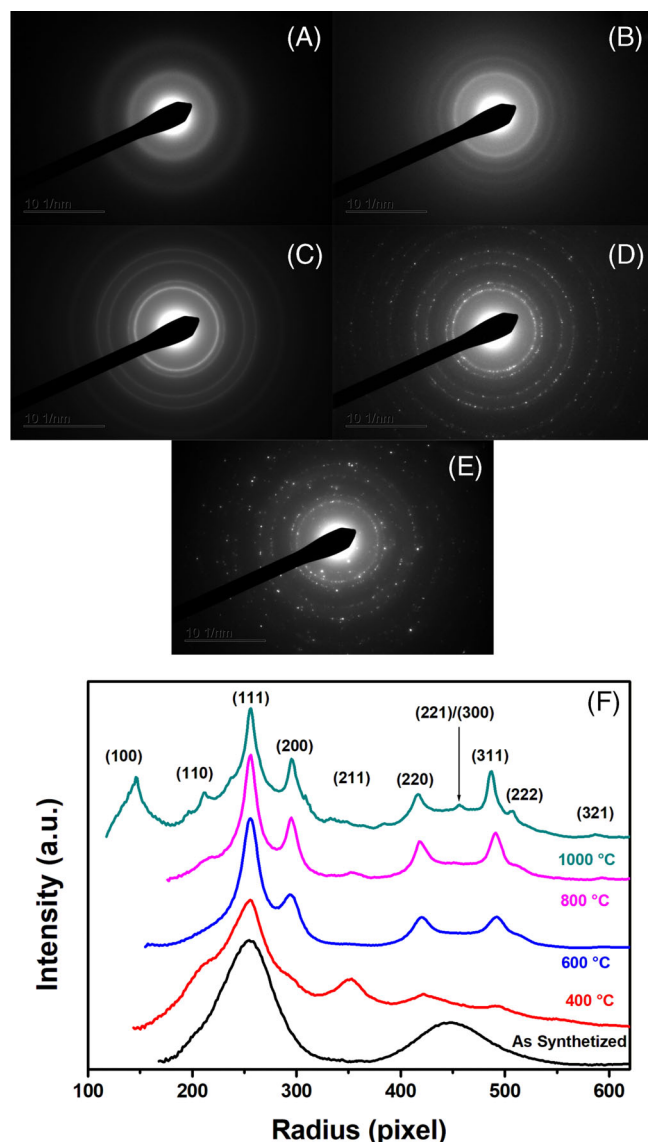 (A)
(B)
10 1/nm
10 1/nm
(C)
(D)
10 1/nm
10 1/nm
(E)
10 1/nm
(F)
(111)
(221)/(300)
(100)
(110)
(200)
(211)
(220)
(311)
(222)
(321)
1000 °C
800 °C
600 °C
400 °C
As Synthetized
Intensity (a.u.)
100
200
300
400
500
600
Radius (pixel)